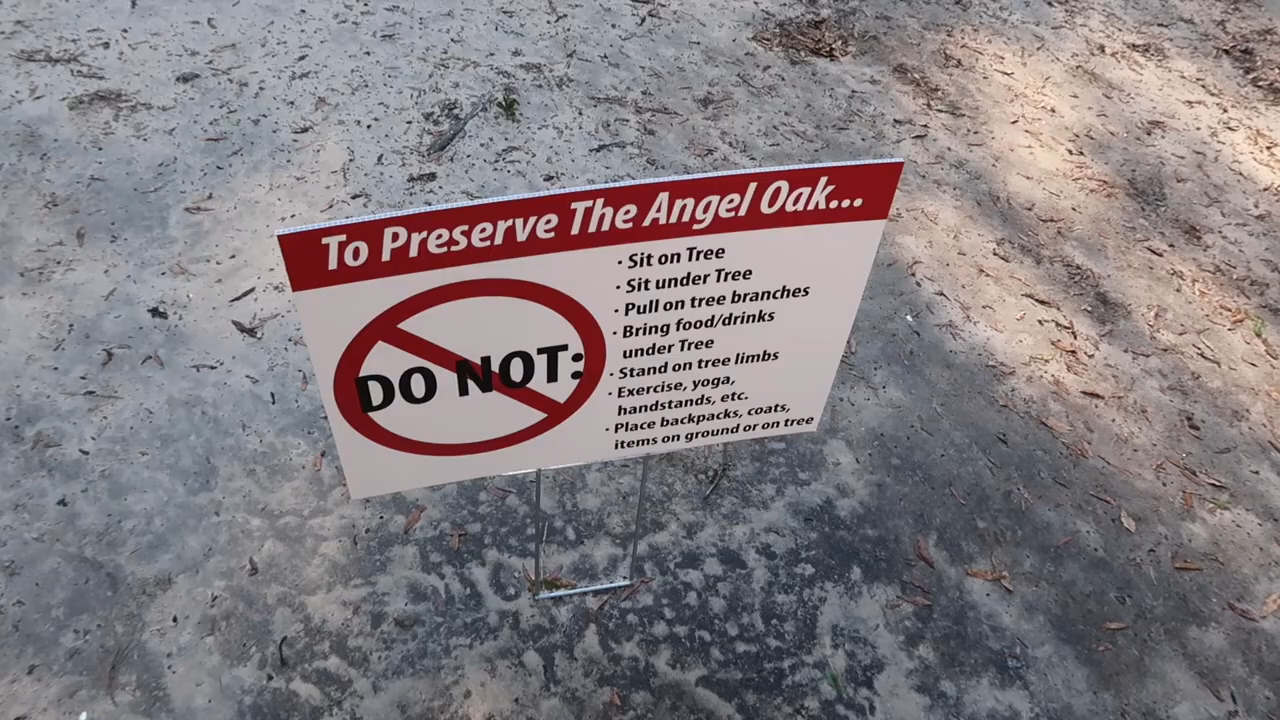 To Preserve The Angel Oak...
DO NOT:
· Sit on Tree
· Sit under Tree
· Pull on tree branches
· Bring food/drinks
under Tree
· Stand on tree limbs
· Exercise, yoga,
handstands, etc.
· Place backpacks, coats,
items on ground or on tree